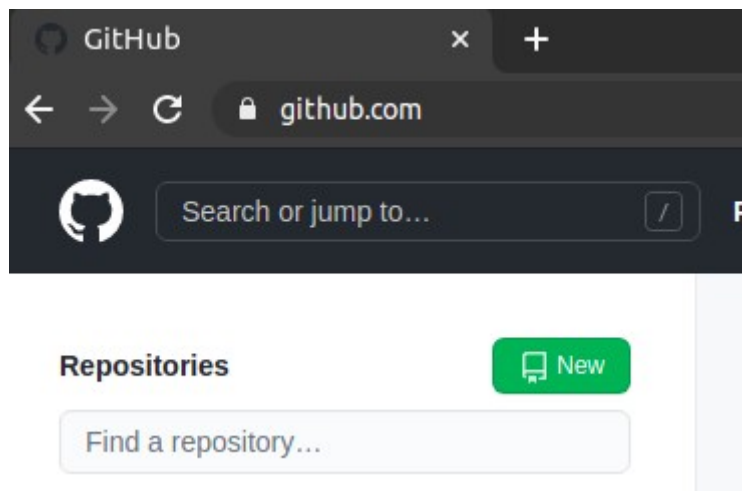 GitHub × +
github.com
Search or jump to… /
Repositories New
Find a repository…